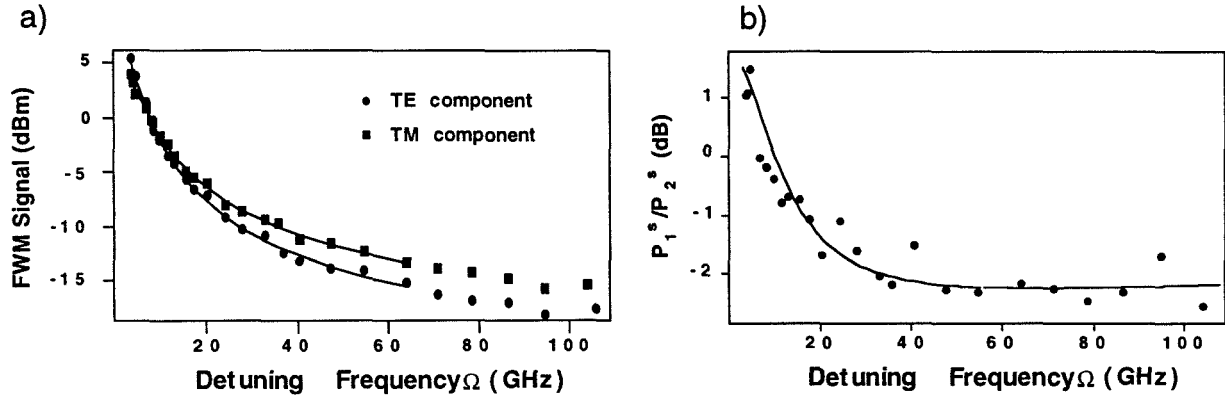 a)
FWM Signal (dBm)
5
0
-5
-10
-15
TE component
TM component
20 40 60 80 100
Detuning Frequency Ω (GHz)
b)
P1s/P2s (dB)
1
0
-1
-2
20 40 60 80 100
Detuning Frequency Ω (GHz)